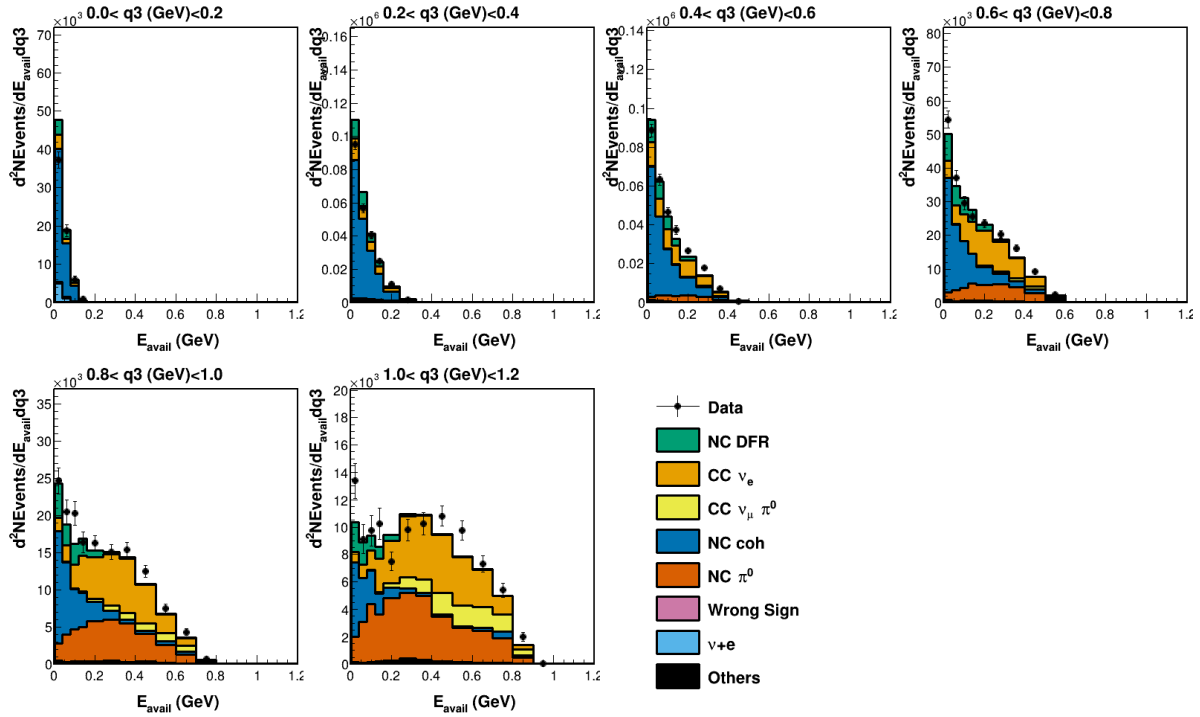 ×10³ 0.0< q3 (GeV)<0.2
d²NEvents/dE_avail dq3
70
60
50
40
30
20
10
0
0 0.2 0.4 0.6 0.8 1 1.2
E_avail (GeV)
×10⁶ 0.2< q3 (GeV)<0.4
d²NEvents/dE_avail dq3
0.16
0.14
0.12
0.1
0.08
0.06
0.04
0.02
0
0 0.2 0.4 0.6 0.8 1 1.2
E_avail (GeV)
×10⁶ 0.4< q3 (GeV)<0.6
d²NEvents/dE_avail dq3
0.14
0.12
0.1
0.08
0.06
0.04
0.02
0
0 0.2 0.4 0.6 0.8 1 1.2
E_avail (GeV)
×10³ 0.6< q3 (GeV)<0.8
d²NEvents/dE_avail dq3
80
70
60
50
40
30
20
10
0
0 0.2 0.4 0.6 0.8 1 1.2
E_avail (GeV)
×10³ 0.8< q3 (GeV)<1.0
d²NEvents/dE_avail dq3
35
30
25
20
15
10
5
0
0 0.2 0.4 0.6 0.8 1 1.2
E_avail (GeV)
×10³ 1.0< q3 (GeV)<1.2
d²NEvents/dE_avail dq3
20
18
16
14
12
10
8
6
4
2
0
0 0.2 0.4 0.6 0.8 1 1.2
E_avail (GeV)
Data
NC DFR
CC ν_e
CC ν_μ π⁰
NC coh
NC π⁰
Wrong Sign
ν+e
Others